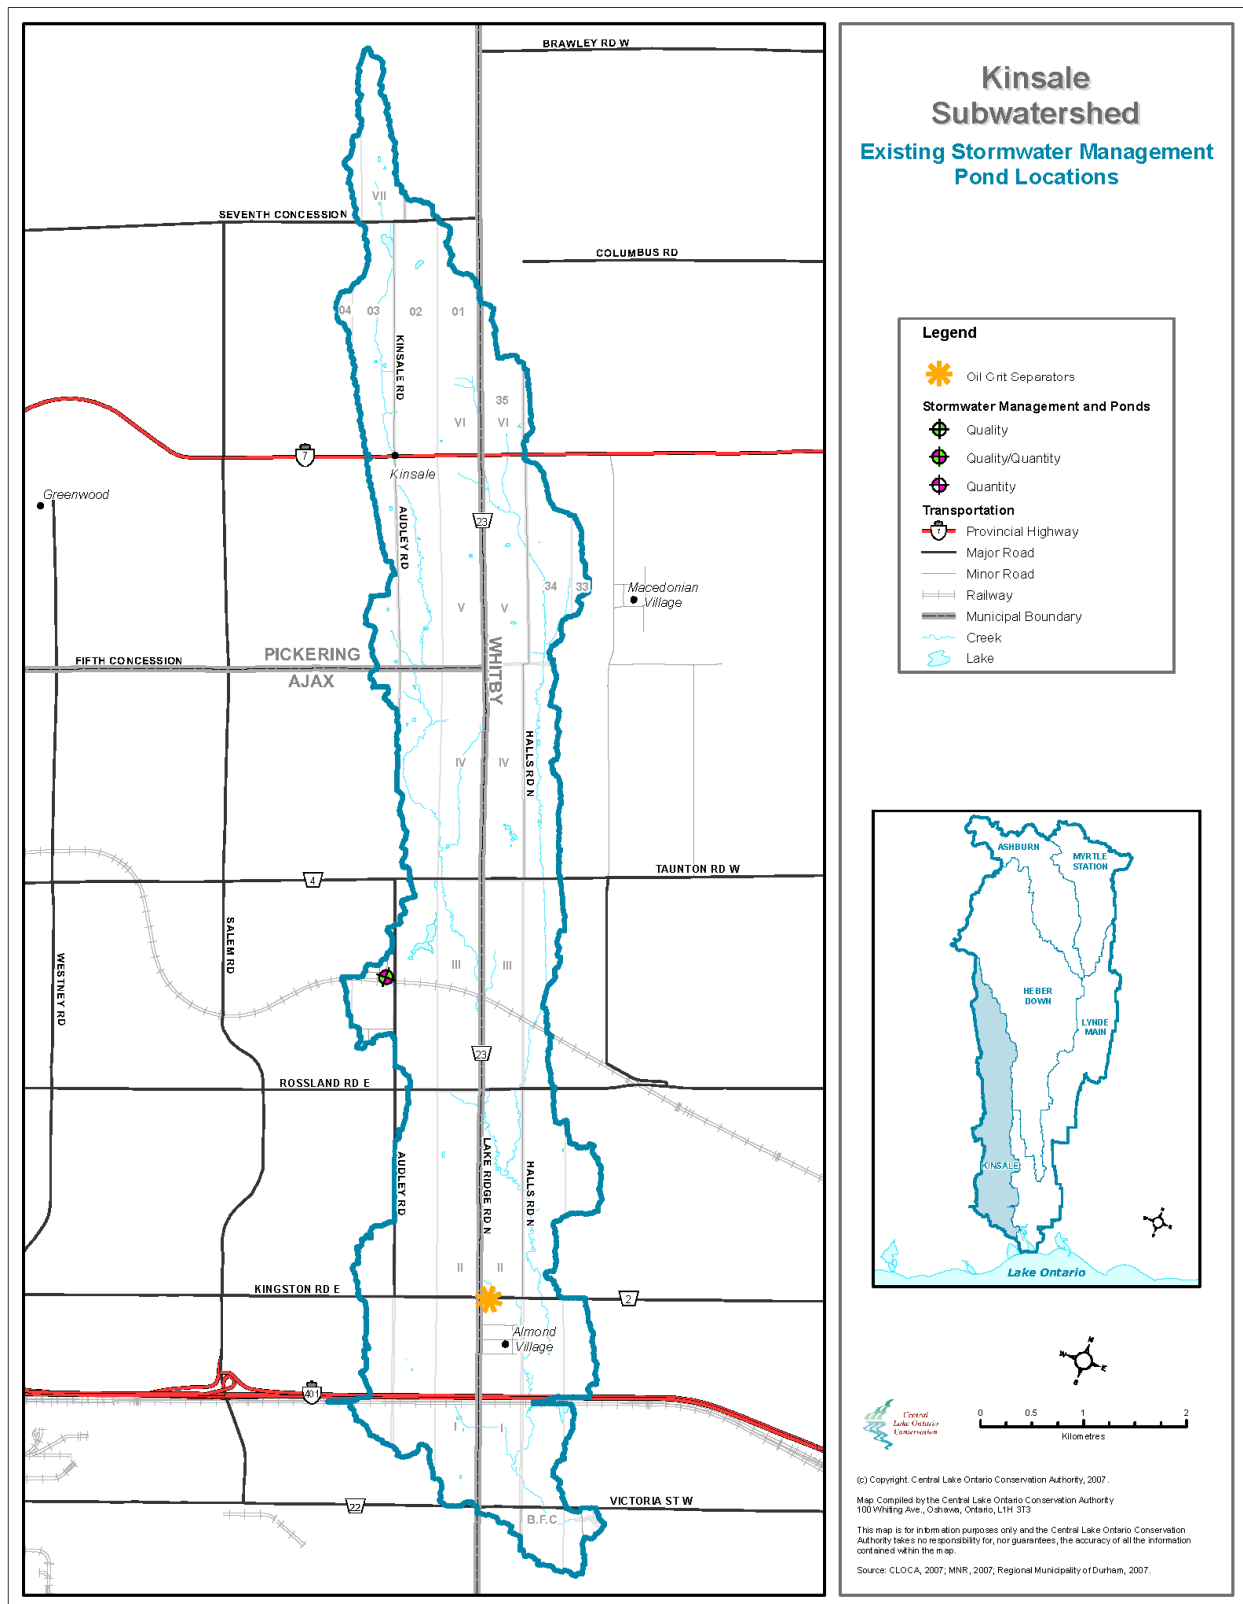 BRAWLEY RD W
Kinsale
Subwatershed
Existing Stormwater Management
Pond Locations
VII
SEVENTH CONCESSION
COLUMBUS RD
04
03
02
01
KINSALE RD
35
VI
VI
7
Kinsale
Greenwood
23
AUDLEY RD
34
33
Macedonian
Village
V
V
FIFTH CONCESSION
PICKERING
AJAX
WHITBY
HALLS RD N
IV
IV
TAUNTON RD W
4
SALEM RD
WESTNEY RD
III
III
23
ROSSLAND RD E
AUDLEY RD
LAKE RIDGE RD N
HALLS RD N
II
II
KINGSTON RD E
2
Almond
Village
401
I
I
22
VICTORIA ST W
B.F.C
Legend
Oil Grit Separators
Stormwater Management and Ponds
Quality
Quality/Quantity
Quantity
Transportation
7
Provincial Highway
Major Road
Minor Road
Railway
Municipal Boundary
Creek
Lake
ASHBURN
MYRTLE
STATION
HEBER
DOWN
LYNDE
MAIN
KINSALE
Lake Ontario
Central
Lake Ontario
Conservation
0 0.5 1 2
Kilometres
(c) Copyright. Central Lake Ontario Conservation Authority, 2007.
Map Compiled by the Central Lake Ontario Conservation Authority
100 Whiting Ave., Oshawa, Ontario, L1H 3T3
This map is for information purposes only and the Central Lake Ontario Conservation
Authority takes no responsibility for, nor guarantees, the accuracy of all the information
contained within the map.
Source: CLOCA, 2007; MNR, 2007; Regional Municipality of Durham, 2007.